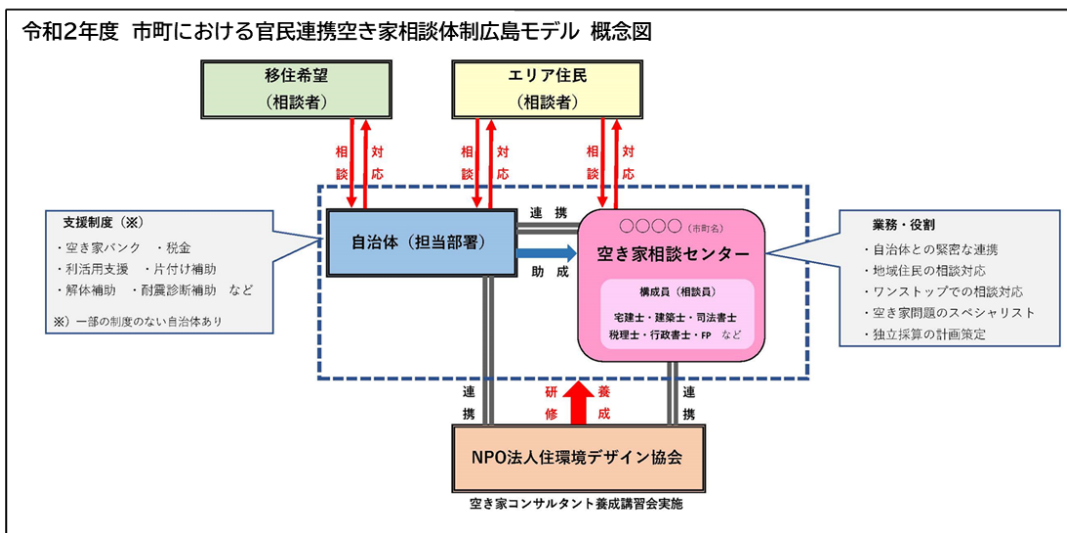 令和2年度 市町における官民連携空き家相談体制広島モデル 概念図
移住希望
（相談者）
エリア住民
（相談者）
相談
対応
相談
対応
相談
対応
支援制度（※）
・空き家バンク ・税金
・利活用支援 ・片付け補助
・解体補助 ・耐震診断補助 など
※）一部の制度のない自治体あり
自治体（担当部署）
連携
助成
〇〇〇〇（市町名）
空き家相談センター
構成員（相談員）
宅建士・建築士・司法書士
税理士・行政書士・FP など
業務・役割
・自治体との緊密な連携
・地域住民の相談対応
・ワンストップでの相談対応
・空き家問題のスペシャリスト
・独立採算の計画策定
連携
研修
養成
連携
NPO法人住環境デザイン協会
空き家コンサルタント養成講習会実施